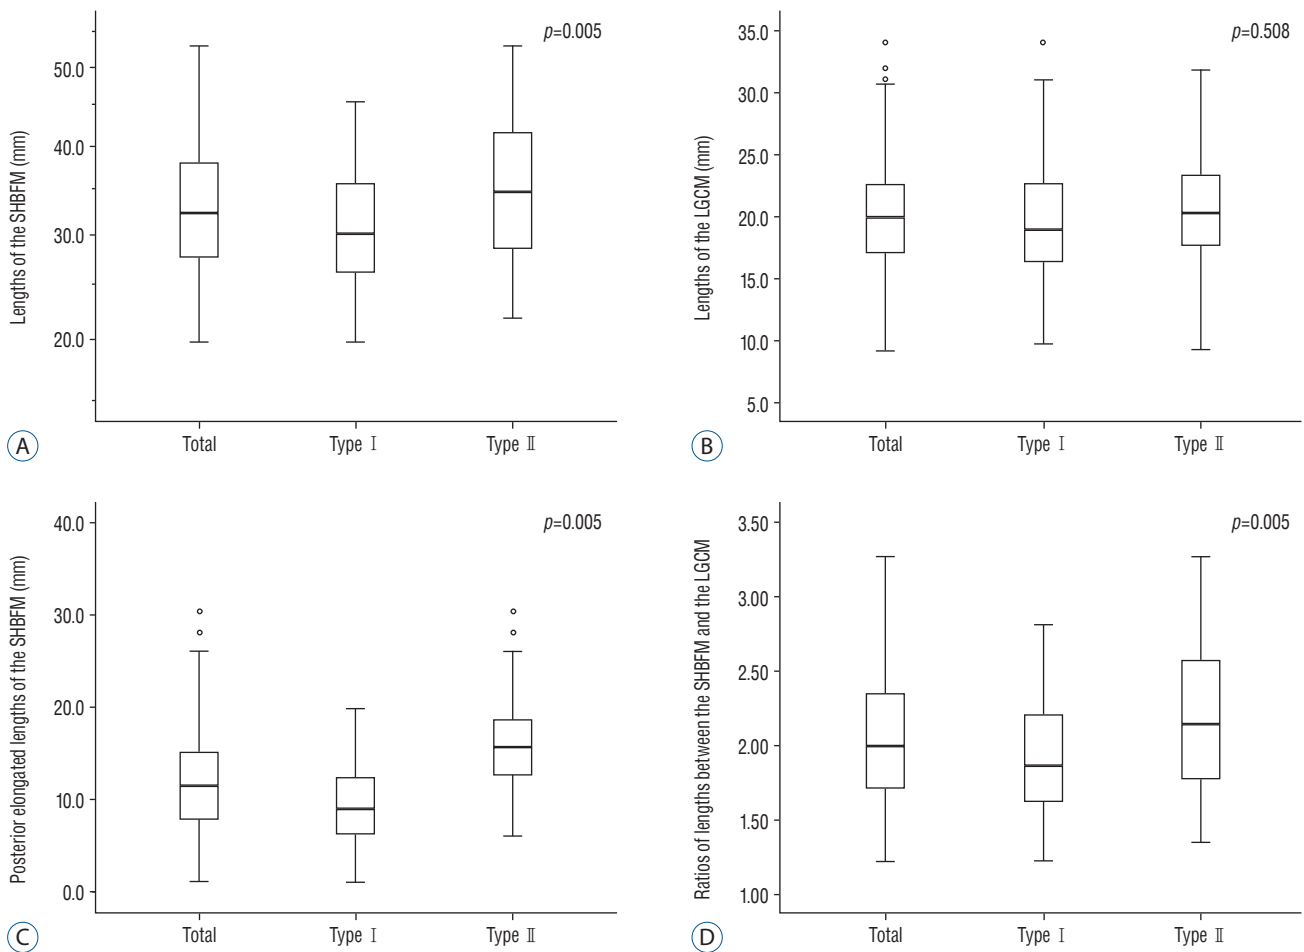 p=0.005
50.0
40.0
30.0
20.0
Lengths of the SHBFM (mm)
Total
Type Ⅰ
Type Ⅱ
A
p=0.508
35.0
30.0
25.0
20.0
15.0
10.0
5.0
Lengths of the LGCM (mm)
Total
Type Ⅰ
Type Ⅱ
B
p=0.005
40.0
30.0
20.0
10.0
0.0
Posterior elongated lengths of the SHBFM (mm)
Total
Type Ⅰ
Type Ⅱ
C
p=0.005
3.50
3.00
2.50
2.00
1.50
1.00
Ratios of lengths between the SHBFM and the LGCM
Total
Type Ⅰ
Type Ⅱ
D